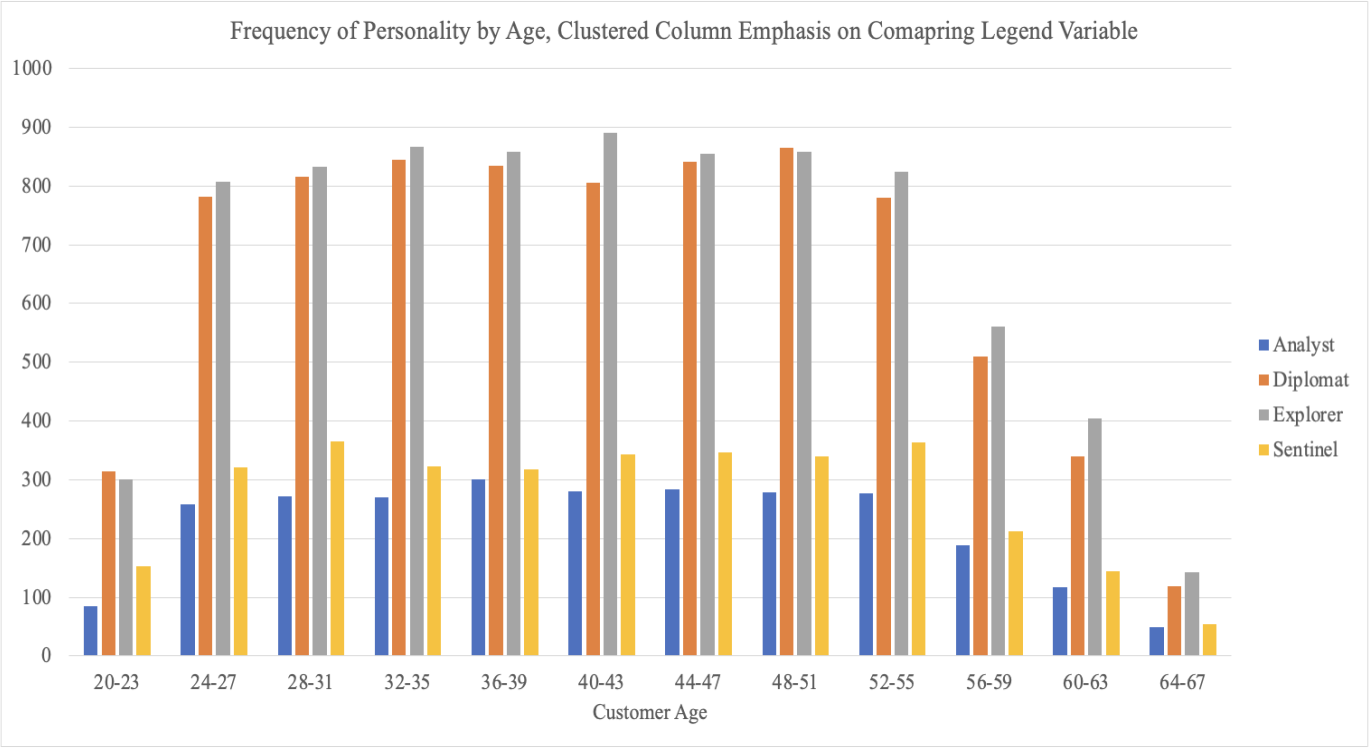 Frequency of Personality by Age, Clustered Column Emphasis on Comapring Legend Variable
1000
900
800
700
600
500
400
300
200
100
0
20-23 24-27 28-31 32-35 36-39 40-43 44-47 48-51 52-55 56-59 60-63 64-67
Customer Age
Analyst
Diplomat
Explorer
Sentinel